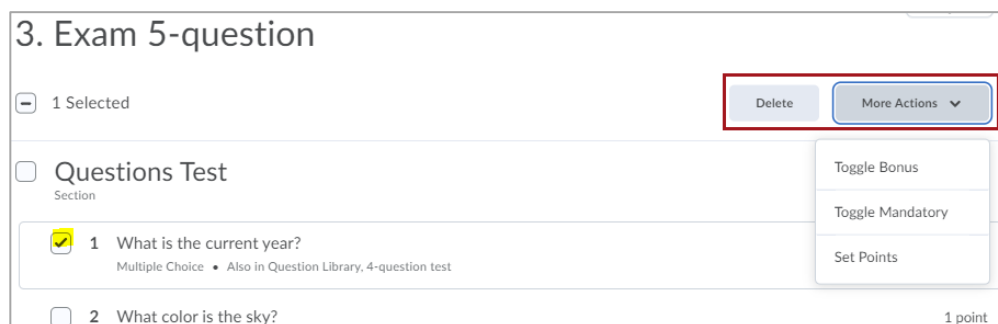 3. Exam 5-question
1 Selected
Delete
More Actions
Toggle Bonus
Toggle Mandatory
Set Points
Questions Test
Section
1 What is the current year?
Multiple Choice • Also in Question Library, 4-question test
2 What color is the sky?
1 point